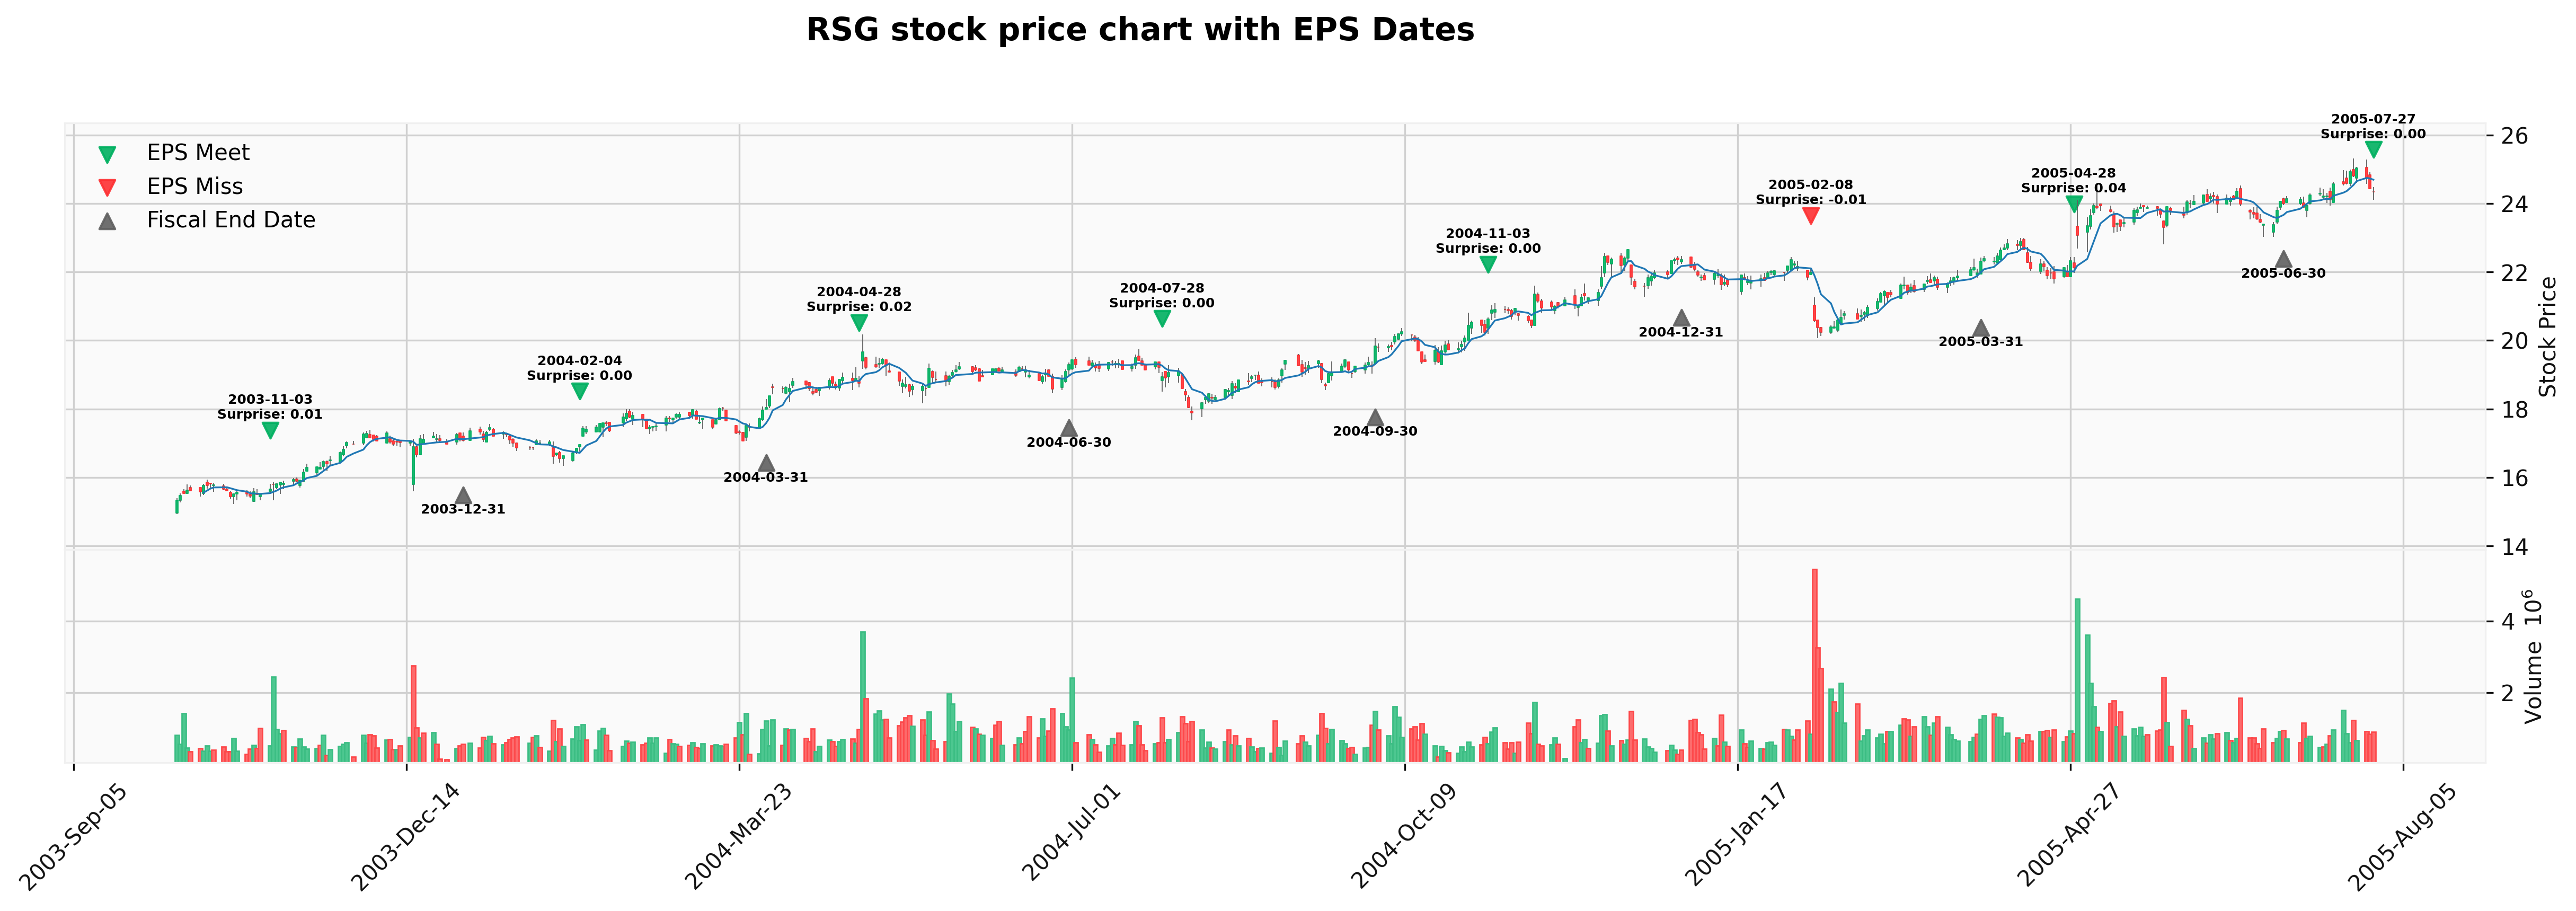 RSG stock price chart with EPS Dates
EPS Meet
EPS Miss
Fiscal End Date
2003-11-03
Surprise: 0.01
2003-12-31
2004-02-04
Surprise: 0.00
2004-03-31
2004-04-28
Surprise: 0.02
2004-06-30
2004-07-28
Surprise: 0.00
2004-09-30
2004-11-03
Surprise: 0.00
2004-12-31
2005-02-08
Surprise: -0.01
2005-03-31
2005-04-28
Surprise: 0.04
2005-06-30
2005-07-27
Surprise: 0.00
26
24
22
20
18
16
14
Stock Price
4
2
Volume 10⁶
2003-Sep-05
2003-Dec-14
2004-Mar-23
2004-Jul-01
2004-Oct-09
2005-Jan-17
2005-Apr-27
2005-Aug-05